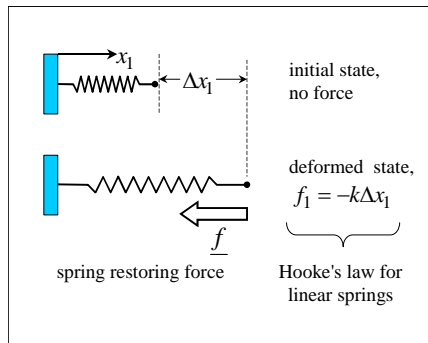 x₁
Δx₁
initial state,
no force
deformed state,
f₁ = −kΔx₁
f
spring restoring force
Hooke's law for
linear springs